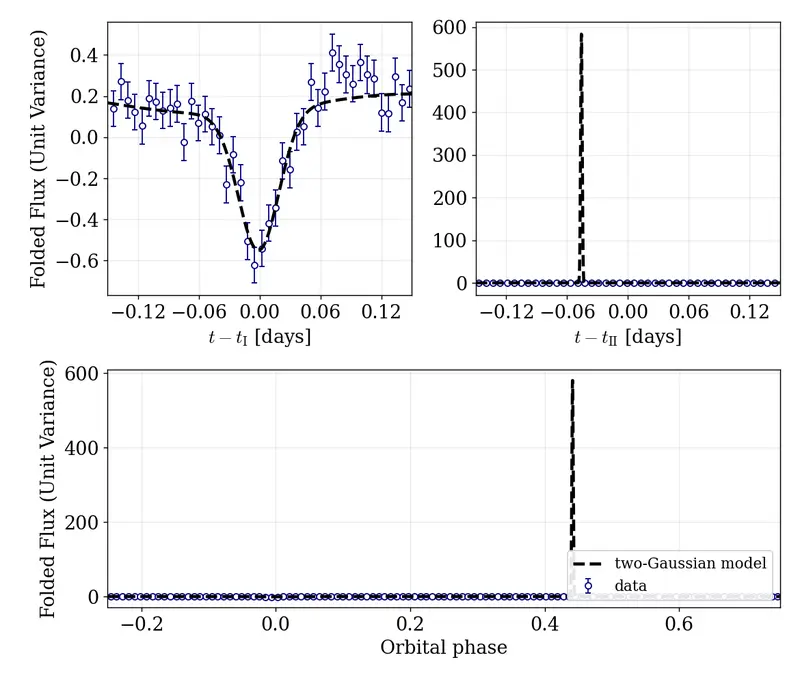 Folded Flux (Unit Variance)
0.4
0.2
0.0
−0.2
−0.4
−0.6
−0.12 −0.06 0.00 0.06 0.12
t − tI [days]
600
500
400
300
200
100
0
−0.12 −0.06 0.00 0.06 0.12
t − tII [days]
Folded Flux (Unit Variance)
600
400
200
0
two-Gaussian model
data
−0.2 0.0 0.2 0.4 0.6
Orbital phase